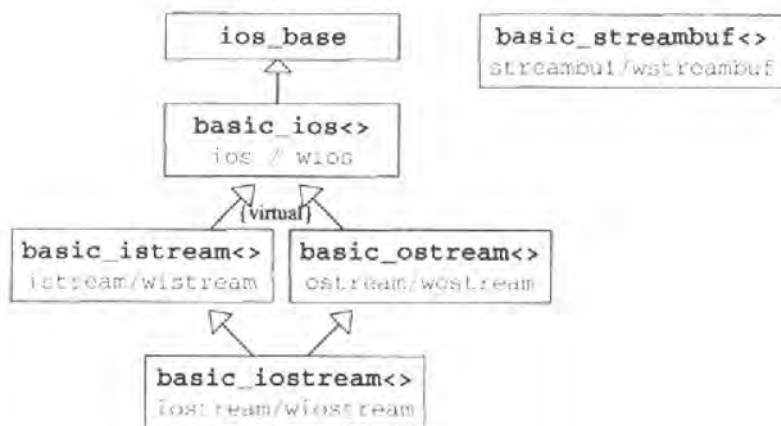 ios_base
basic_streambuf<>
streambuf/wstreambuf
basic_ios<>
ios / wios
{virtual}
basic_istream<>
istream/wistream
basic_ostream<>
ostream/wostream
basic_iostream<>
iostream/wiostream